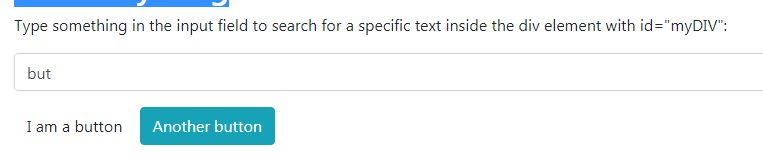 Type something in the input field to search for a specific text inside the div element with id="myDIV":
but
I am a button Another button